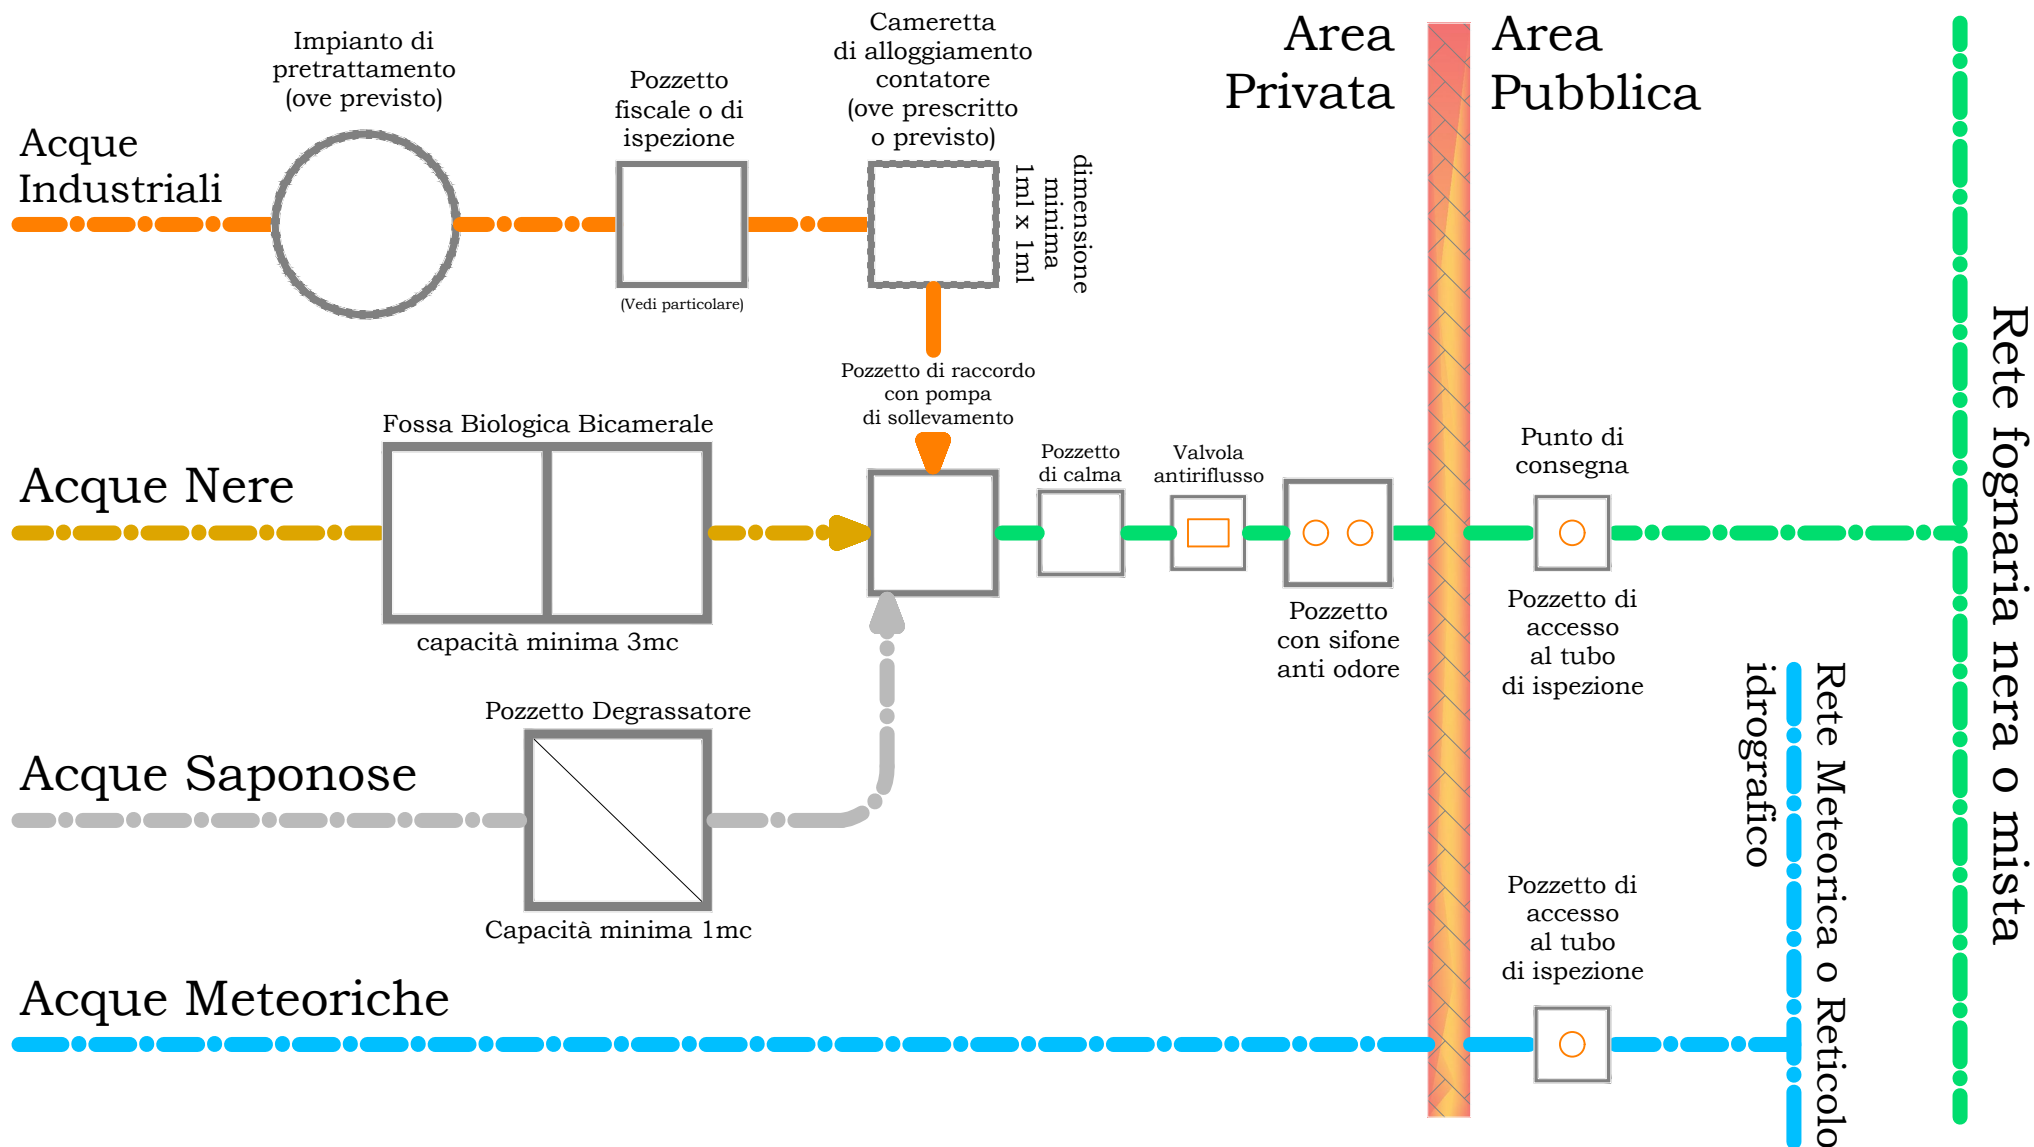 Impianto di
pretrattamento
(ove previsto)
Pozzetto
fiscale o di
ispezione
Cameretta
di alloggiamento
contatore
(ove prescritto
o previsto)
dimensione
minima
1ml x 1ml
Area
Privata
Area
Pubblica
Acque
Industriali
(Vedi particolare)
Pozzetto di raccordo
con pompa
di sollevamento
Fossa Biologica Bicamerale
Acque Nere
capacità minima 3mc
Pozzetto
di calma
Valvola
antiriflusso
Pozzetto
con sifone
anti odore
Punto di
consegna
Pozzetto di
accesso
al tubo
di ispezione
Rete fognaria nera o mista
Pozzetto Degrassatore
Acque Saponose
Capacità minima 1mc
Rete Meteorica o Reticolo
idrografico
Pozzetto di
accesso
al tubo
di ispezione
Acque Meteoriche